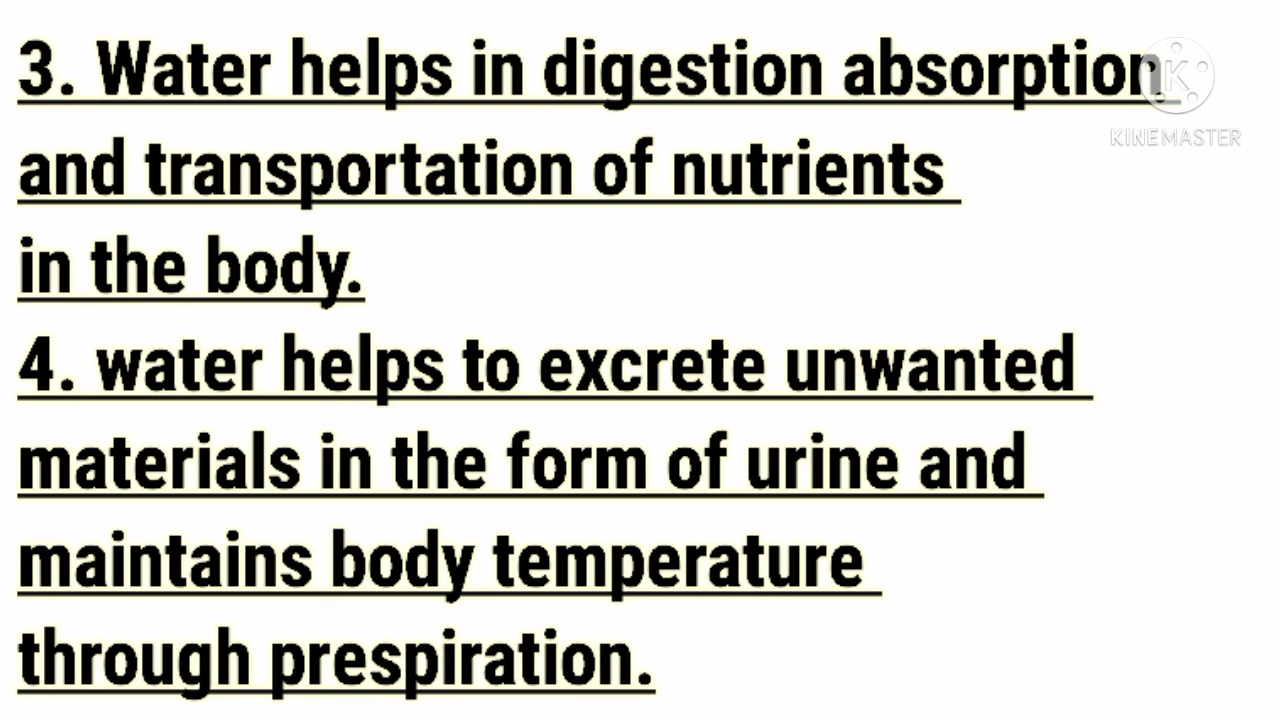 3. Water helps in digestion absorption
KINEMASTER
and transportation of nutrients
in the body.
4. water helps to excrete unwanted
materials in the form of urine and
maintains body temperature
through prespiration.